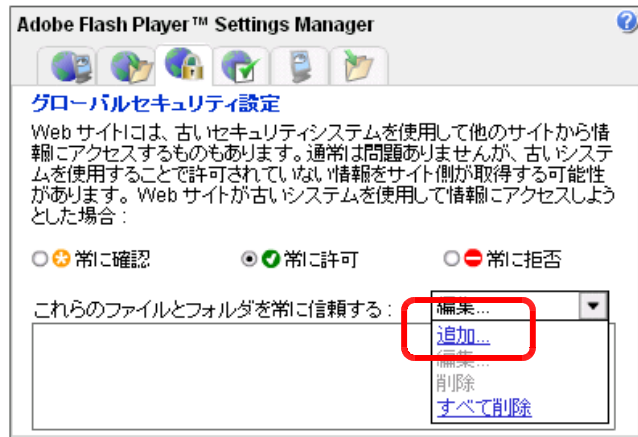 Adobe Flash Player™ Settings Manager
グローバルセキュリティ設定
Web サイトには、古いセキュリティシステムを使用して他のサイトから情
報にアクセスするものもあります。通常は問題ありませんが、古いシステ
ムを使用することで許可されていない情報をサイト側が取得する可能性
があります。Web サイトが古いシステムを使用して情報にアクセスしよう
とした場合：
常に確認 常に許可 常に拒否
これらのファイルとフォルダを常に信頼する： 編集...
追加...
編集...
削除
すべて削除